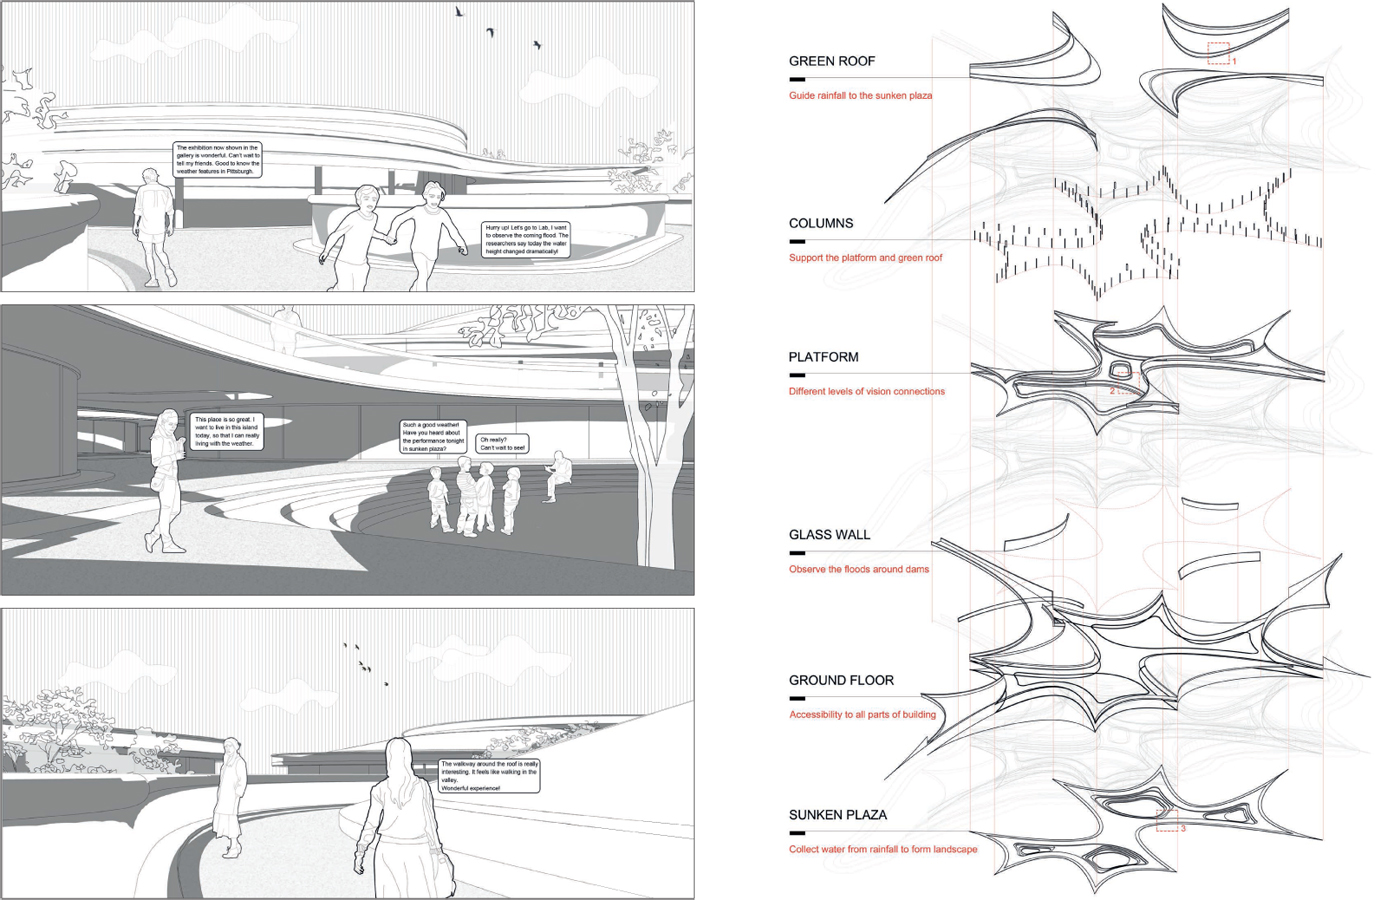 The exhibition now shown in the
gallery is wonderful. Can't wait to
tell my friends. Good to know the
weather features in Pittsburgh.
Hurry up! Let's go to Lab, I want
to observe the coming flood. The
researchers say today the water
height changed dramatically!
This place is so great. I
want to live in this island
today, so that I can really
living with the weather.
Such a good weather!
Have you heard about
the performance tonight
in sunken plaza?
Oh really?
Can't wait to see!
The walkway around the roof is really
interesting. It feels like walking in the
valley.
Wonderful experience!
GREEN ROOF
Guide rainfall to the sunken plaza
1
COLUMNS
Support the platform and green roof
PLATFORM
Different levels of vision connections
2
GLASS WALL
Observe the floods around dams
GROUND FLOOR
Accessibility to all parts of building
SUNKEN PLAZA
Collect water from rainfall to form landscape
3